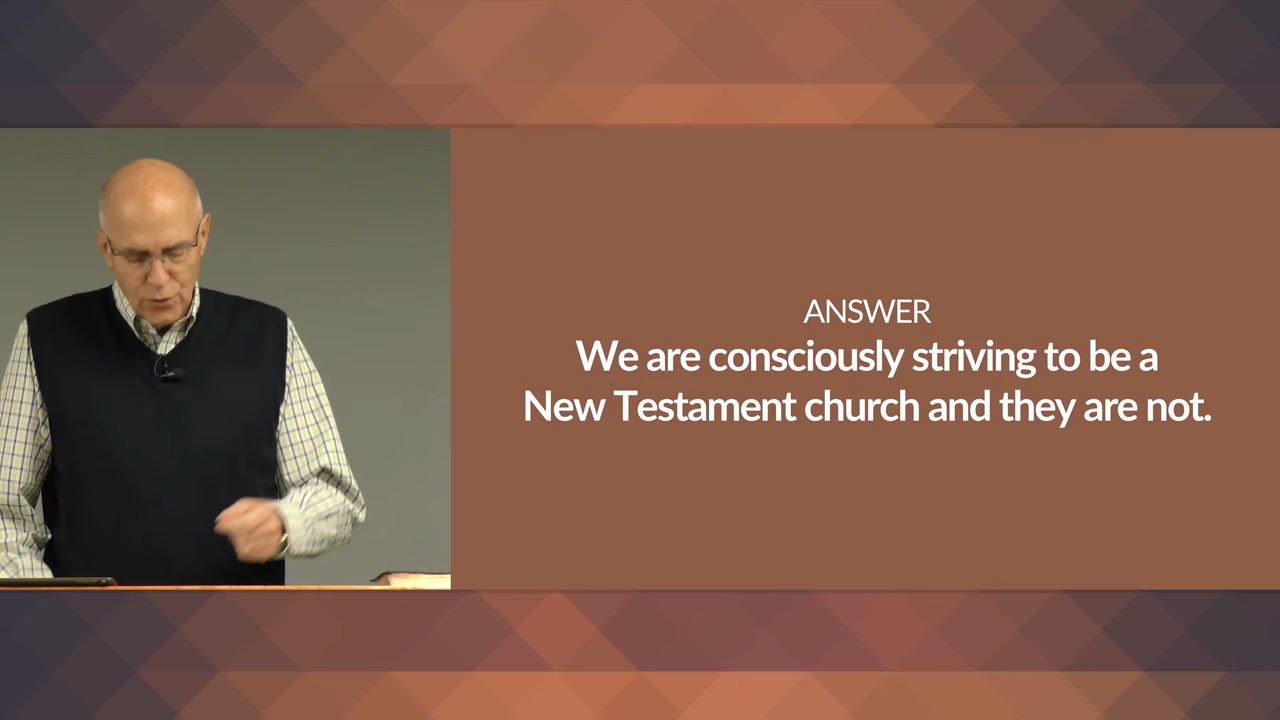 ANSWER
We are consciously striving to be a
New Testament church and they are not.